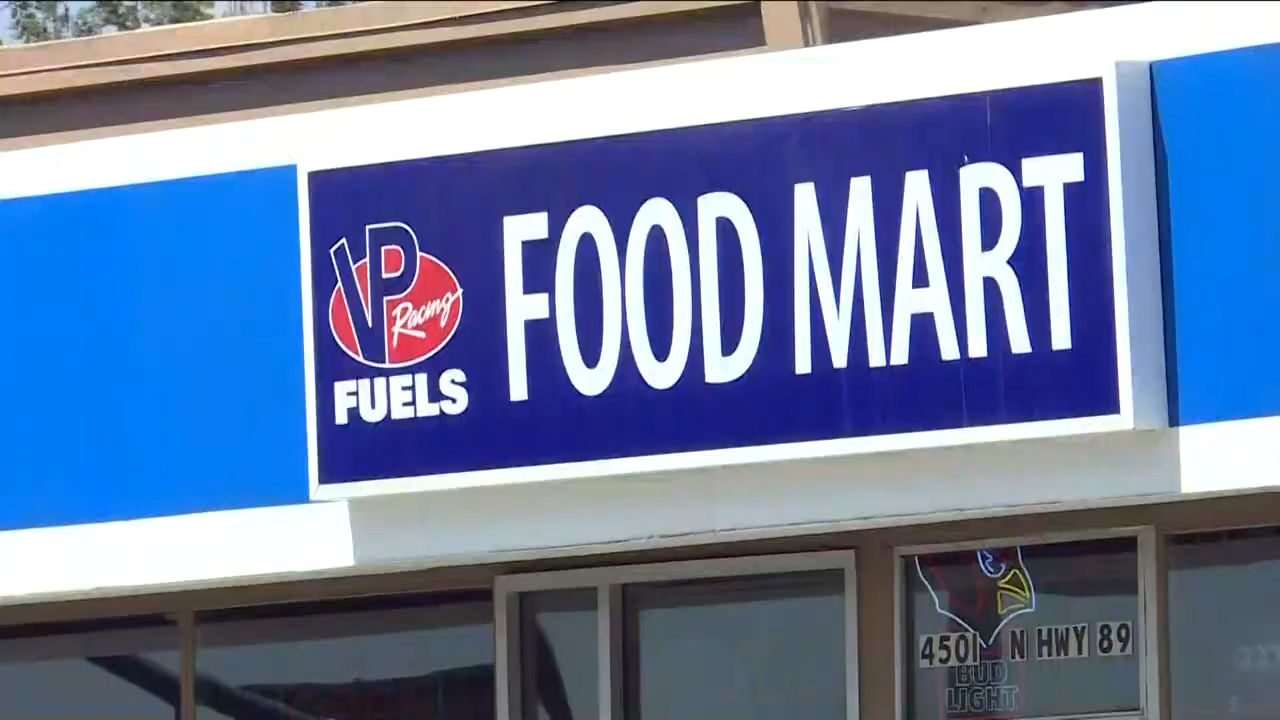 VP
Racing
FUELS
FOOD MART
4501 N HWY 89
BUD
LIGHT